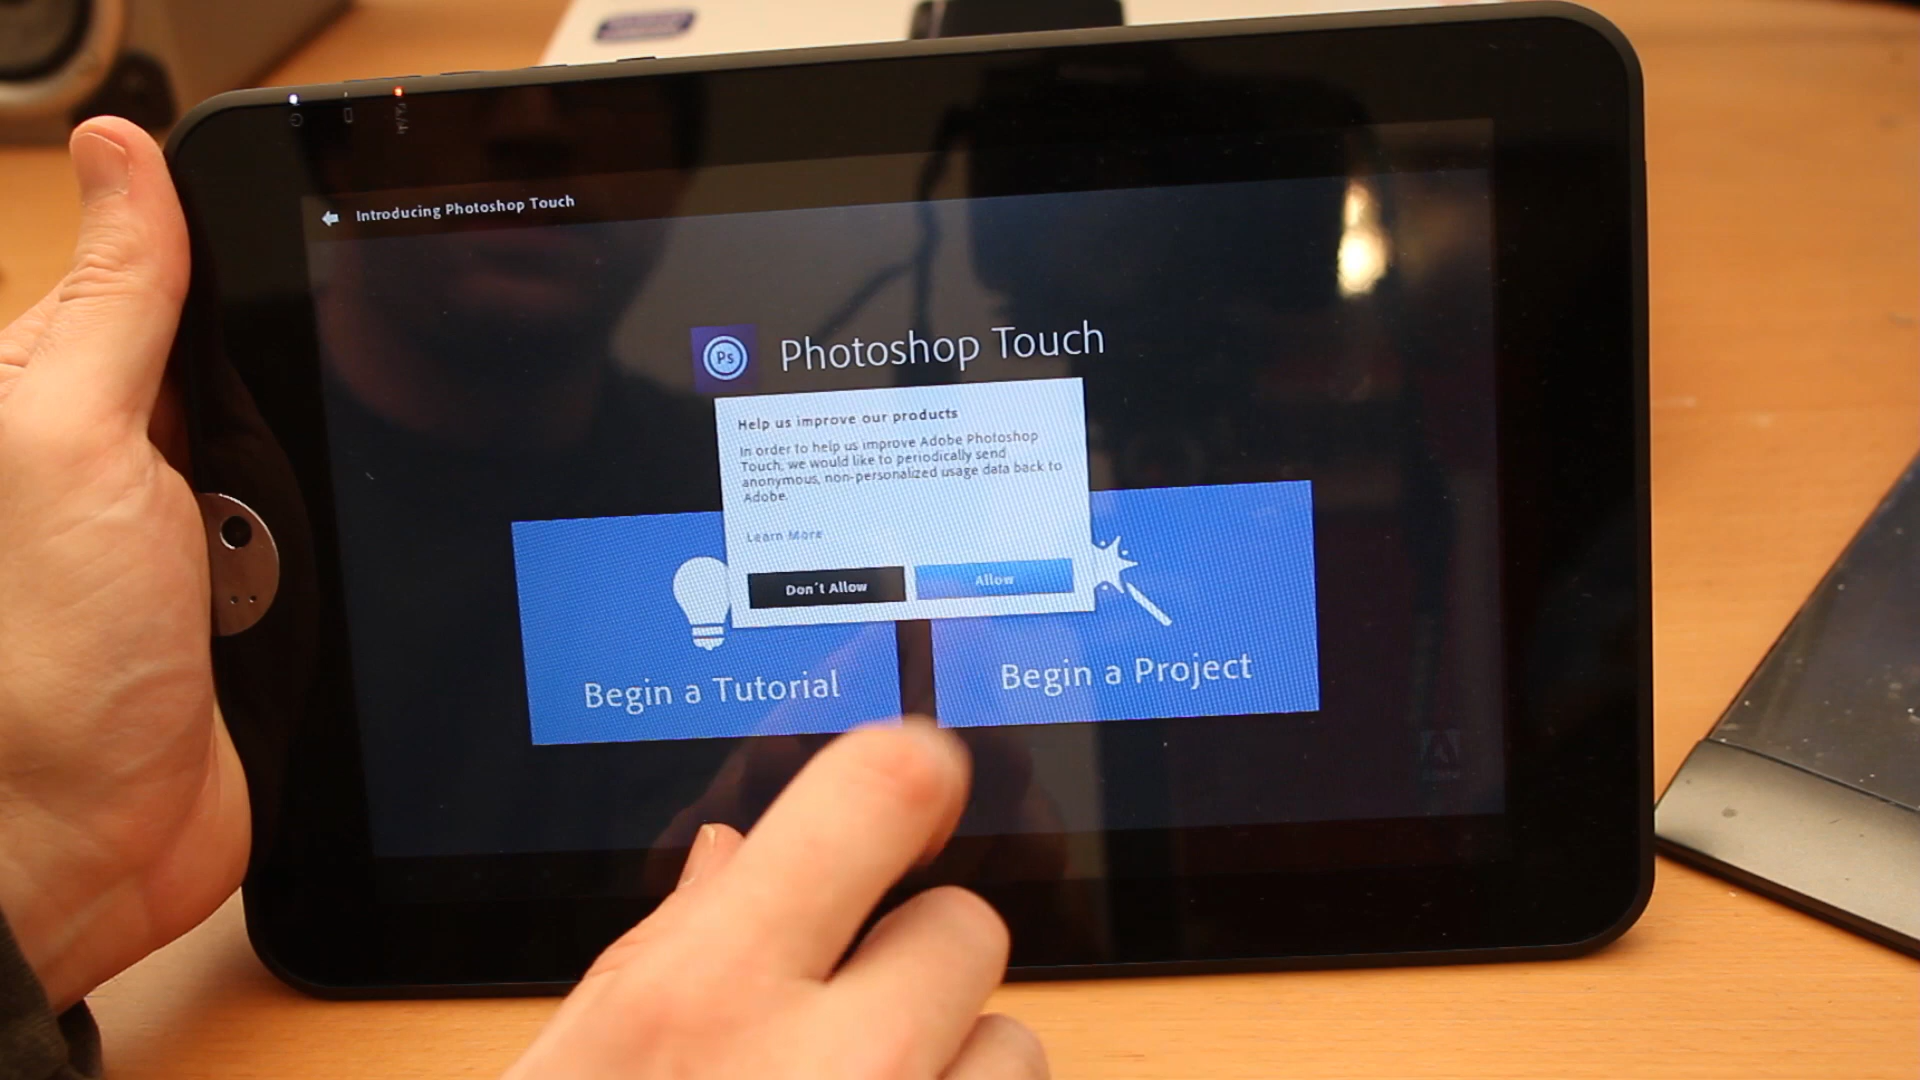 Introducing Photoshop Touch
Ps
Photoshop Touch
Help us improve our products
In order to help us improve Adobe Photoshop
Touch, we would like to periodically send
anonymous, non-personalized usage data back to
Adobe.
Learn More
Don't Allow
Allow
Begin a Tutorial
Begin a Project